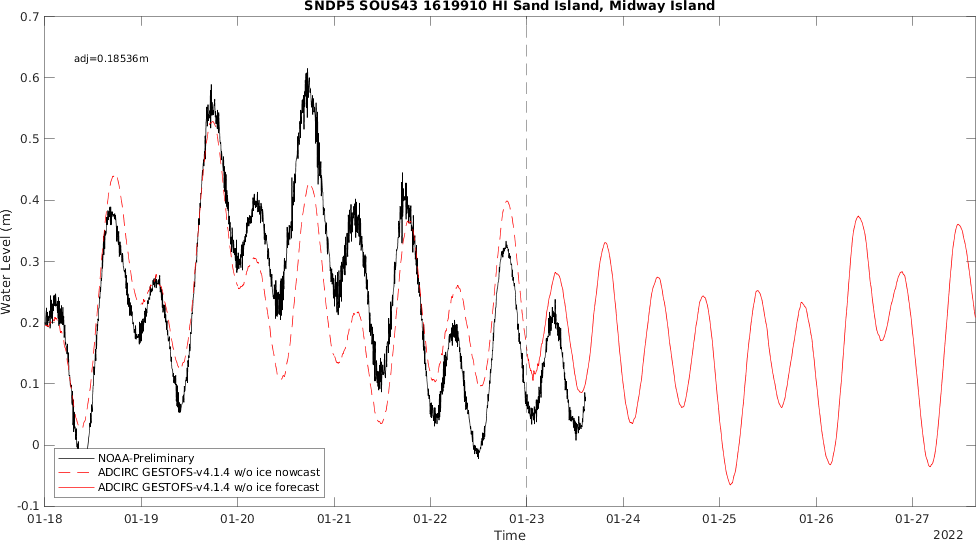 SNDP5 SOUS43 1619910 HI Sand Island, Midway Island
adj=0.18536m
Water Level (m)
0.7
0.6
0.5
0.4
0.3
0.2
0.1
0
-0.1
NOAA-Preliminary
ADCIRC GESTOFS-v4.1.4 w/o ice nowcast
ADCIRC GESTOFS-v4.1.4 w/o ice forecast
01-18 01-19 01-20 01-21 01-22 01-23 01-24 01-25 01-26 01-27
Time
2022